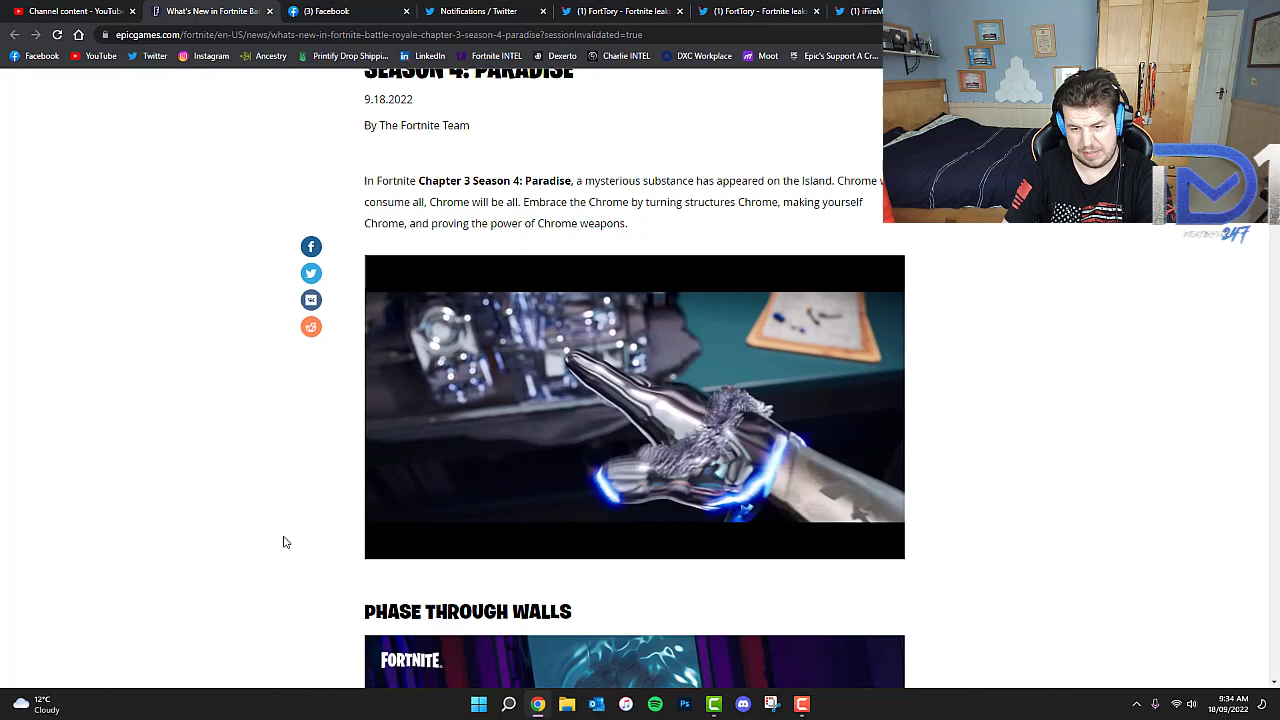 Channel content - YouTub
What's New in Fortnite Bat
(3) Facebook
Notifications / Twitter
(1) FortTory - Fortnite leak
(1) FortTory - Fortnite leak
(1) iFireM
epicgames.com/fortnite/en-US/news/whats-new-in-fortnite-battle-royale-chapter-3-season-4-paradise?sessionInvalidated=true
Facebook YouTube Twitter Instagram Ancestry Printify Drop Shippi... LinkedIn Fortnite INTEL Dexerto Charlie INTEL DXC Workplace Moot Epic's Support A Cr...
SEASON 4: PARADISE
9.18.2022
By The Fortnite Team
In Fortnite Chapter 3 Season 4: Paradise, a mysterious substance has appeared on the Island. Chrome w
consume all, Chrome will be all. Embrace the Chrome by turning structures Chrome, making yourself
Chrome, and proving the power of Chrome weapons.
PHASE THROUGH WALLS
FORTNITE
12°C
Cloudy
9:34 AM
18/09/2022